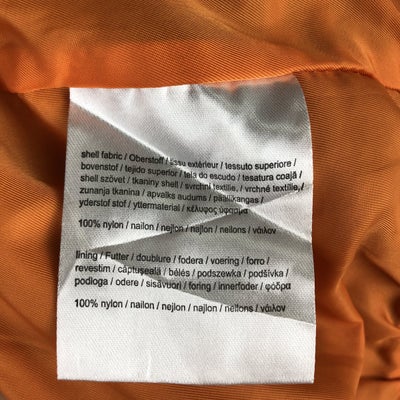 shell fabric / Oberstoff / tissu extérieur / tessuto superiore /
bovenstof / tejido superior / tela do escudo / tesatura coajă /
shell szövet / tkaniny shell / svrchní textilie, / vrchné textílie, /
zunanja tkanina / apvalks audums / päällikangas /
yderstof stof / yttermaterial / κέλυφος ύφασμα
100% nylon / nailon / nejlon / najlon / neilons / νάιλον
lining / Futter / doublure / fodera / voering / forro /
revestim / căptuşeală / bélés / podszewka / podšívka /
podloga / odere / sisävuori / foring / innerfoder / φόδρα
100% nylon / nailon / nejlon / najlon / neilons / νάιλον